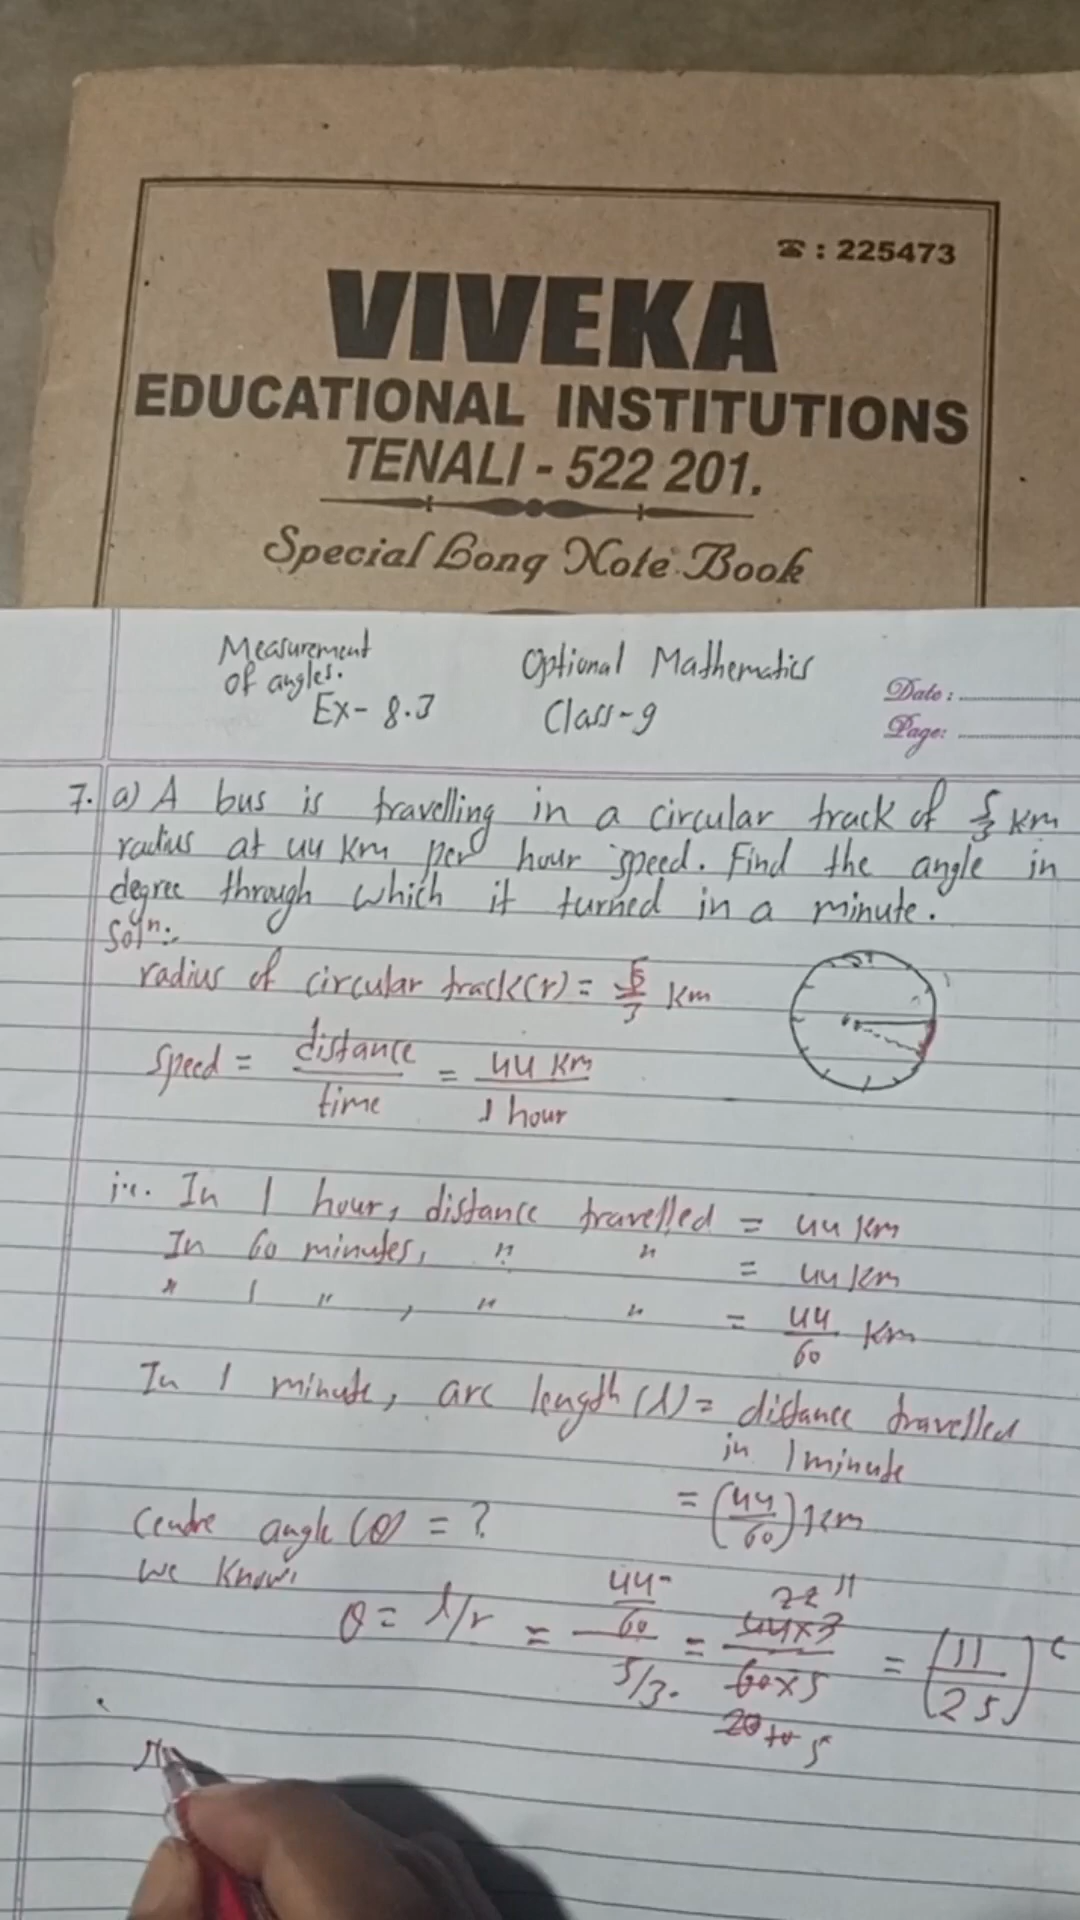 ☎ : 225473
VIVEKA
EDUCATIONAL INSTITUTIONS
TENALI - 522 201.
Special Long Note Book
Measurement of angles.
Ex- 8.3
Optional Mathematics
Class-9
Date:
Page:
7. a) A bus is travelling in a circular track of 5/3 km
radius at 44 km per hour speed. Find the angle in
degree through which it turned in a minute.
Solⁿ:
radius of circular track(r) = 5/3 km
Speed = distance/time = 44 km/1 hour
i.e. In 1 hour, distance travelled = 44 km
In 60 minutes, " " = 44 km
" 1 " , " " = 44/60 km
In 1 minute, arc length (l) = distance travelled
in 1 minute
= (44/60) km
Centre angle (θ) = ?
We know,
θ = l/r = 44/60 / 5/3 = 44×3/60×5 = (11/25)ᶜ
22 11
20 10 5